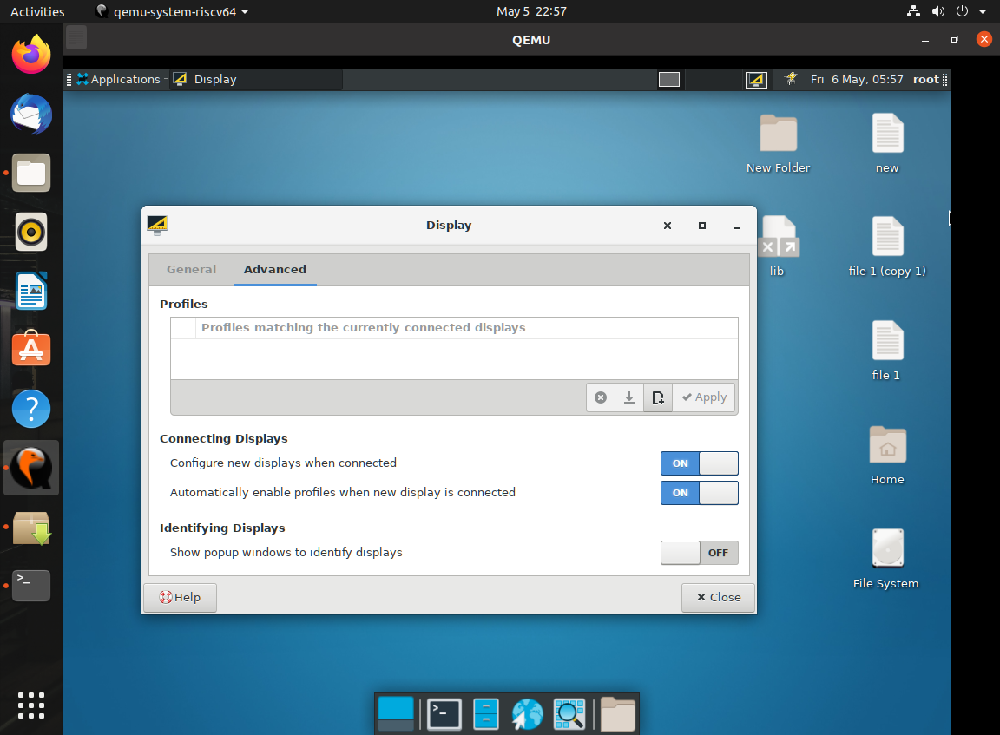 Activities
qemu-system-riscv64
May 5 22:57
QEMU
Applications
Display
Fri 6 May, 05:57
root
New Folder
new
Display
lib
file 1 (copy 1)
General
Advanced
Profiles
Profiles matching the currently connected displays
file 1
Apply
Connecting Displays
Configure new displays when connected
ON
Automatically enable profiles when new display is connected
ON
Home
Identifying Displays
Show popup windows to identify displays
OFF
File System
Help
Close